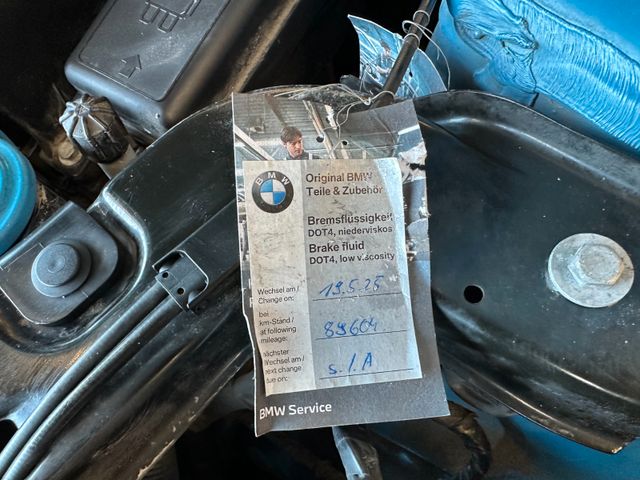 BMW
Original BMW
Teile & Zubehör
Bremsflüssigkeit
DOT4, niederviskos
Brake fluid
DOT4, low viscosity
Wechsel am/
Change on: 19.5.25
bei
km-Stand/
at following
mileage: 89604
nächster
Wechsel am/
next change
due on: s. I. A
BMW Service